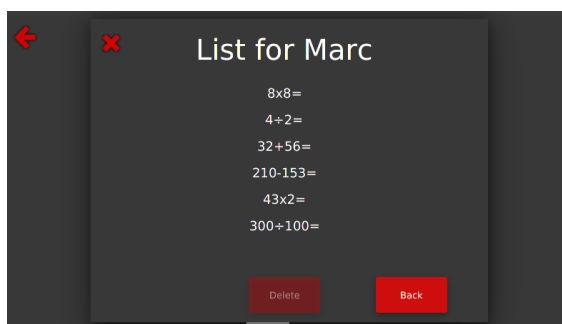 List for Marc
8x8=
4÷2=
32+56=
210-153=
43x2=
300÷100=
Delete
Back